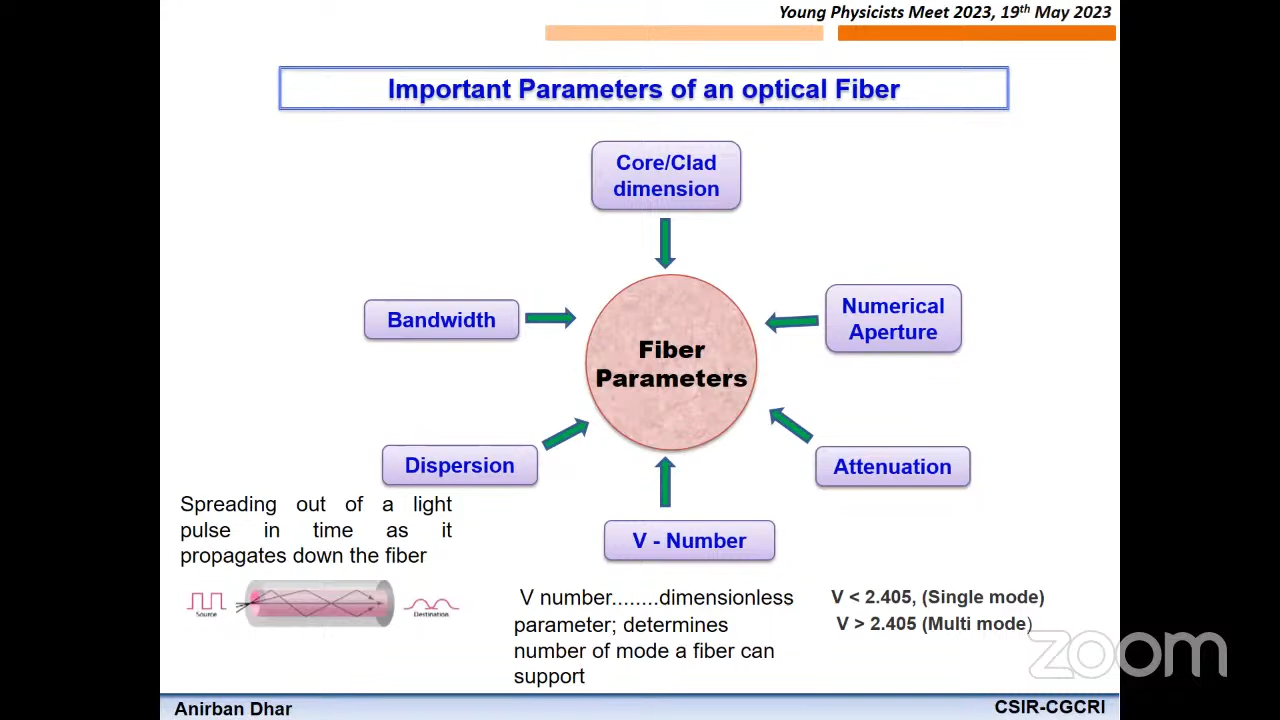 Young Physicists Meet 2023, 19th May 2023
Important Parameters of an optical Fiber
Core/Clad
dimension
Bandwidth
Numerical
Aperture
Fiber
Parameters
Dispersion
Attenuation
Spreading out of a light
pulse in time as it
propagates down the fiber
V - Number
Source
Destination
V number........dimensionless
parameter; determines
number of mode a fiber can
support
V < 2.405, (Single mode)
V > 2.405 (Multi mode)
zoom
Anirban Dhar
CSIR-CGCRI